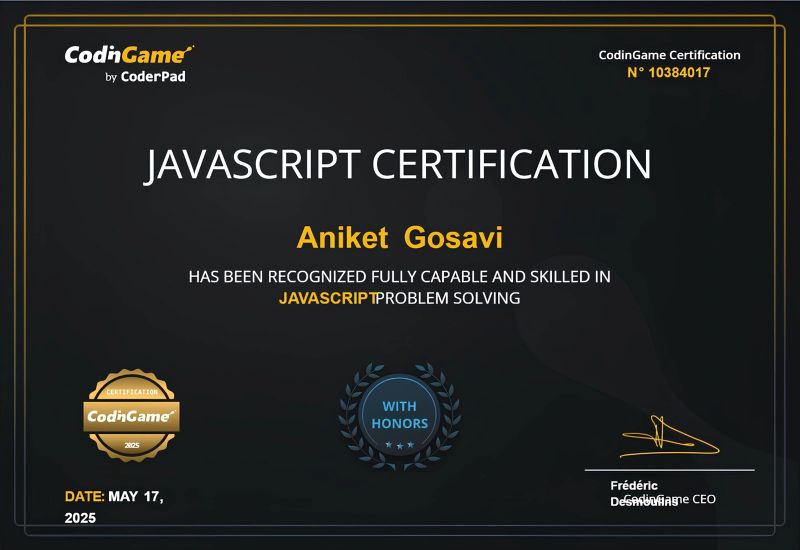 CodinGame
by CoderPad
CodinGame Certification
N° 10384017
JAVASCRIPT CERTIFICATION
Aniket Gosavi
HAS BEEN RECOGNIZED FULLY CAPABLE AND SKILLED IN
JAVASCRIPTPROBLEM SOLVING
CERTIFICATION
CodinGame
2025
WITH
HONORS
DATE: MAY 17,
2025
Frédéric
Desmoulins
CodinGame CEO